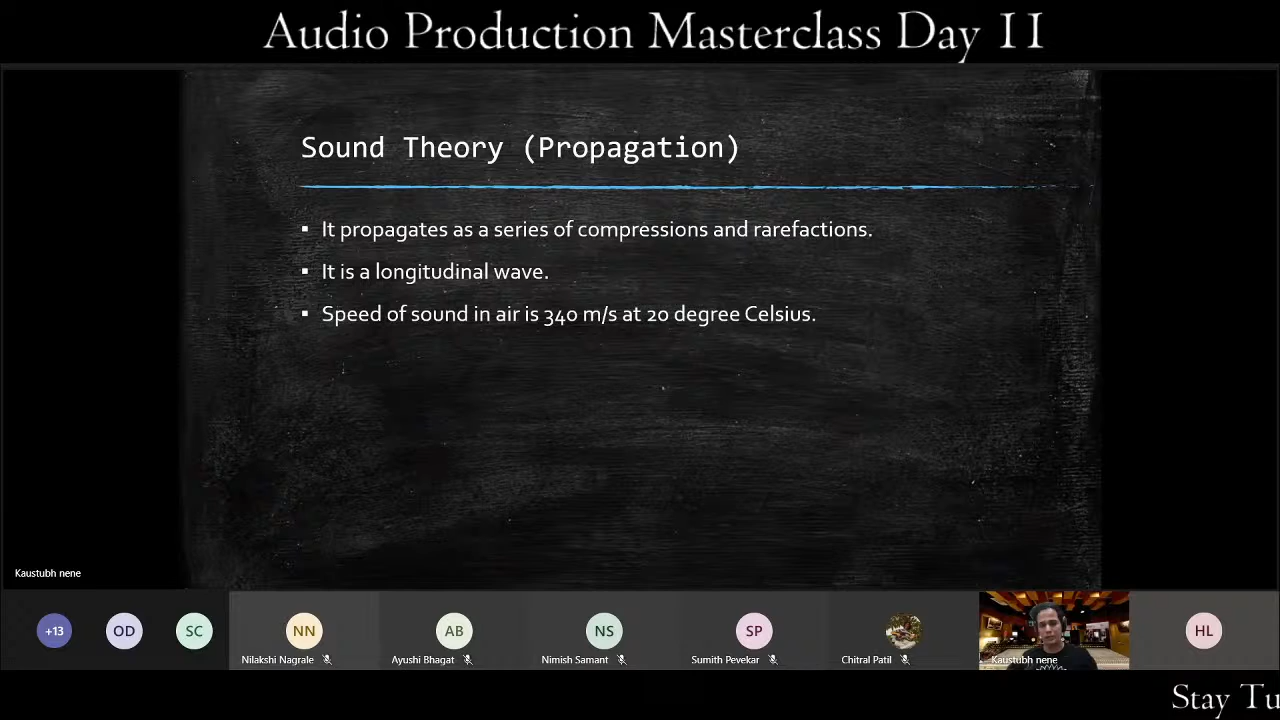 Audio Production Masterclass Day II
Sound Theory (Propagation)
▪ It propagates as a series of compressions and rarefactions.
▪ It is a longitudinal wave.
▪ Speed of sound in air is 340 m/s at 20 degree Celsius.
Kaustubh nene
+13 OD SC NN AB NS SP HL
Nilakshi Nagrale Ayushi Bhagat Nimish Samant Sumith Pevekar Chitral Patil Kaustubh nene
Stay Tu